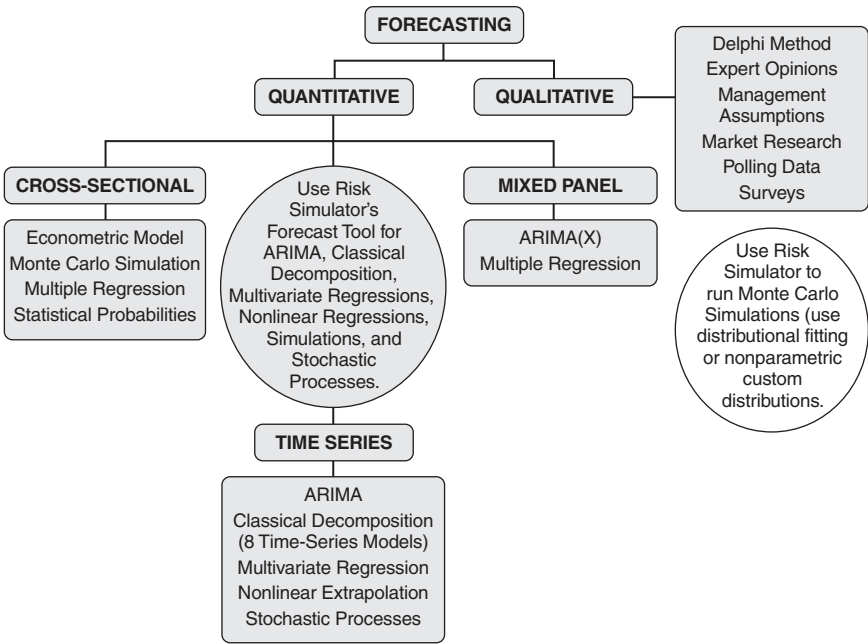 FORECASTING
QUANTITATIVE
QUALITATIVE
Delphi Method
Expert Opinions
Management
Assumptions
Market Research
Polling Data
Surveys
CROSS-SECTIONAL
Econometric Model
Monte Carlo Simulation
Multiple Regression
Statistical Probabilities
Use Risk
Simulator's
Forecast Tool for
ARIMA, Classical
Decomposition,
Multivariate Regressions,
Nonlinear Regressions,
Simulations, and
Stochastic
Processes.
MIXED PANEL
ARIMA(X)
Multiple Regression
Use Risk
Simulator to
run Monte Carlo
Simulations (use
distributional fitting
or nonparametric
custom
distributions.
TIME SERIES
ARIMA
Classical Decomposition
(8 Time-Series Models)
Multivariate Regression
Nonlinear Extrapolation
Stochastic Processes